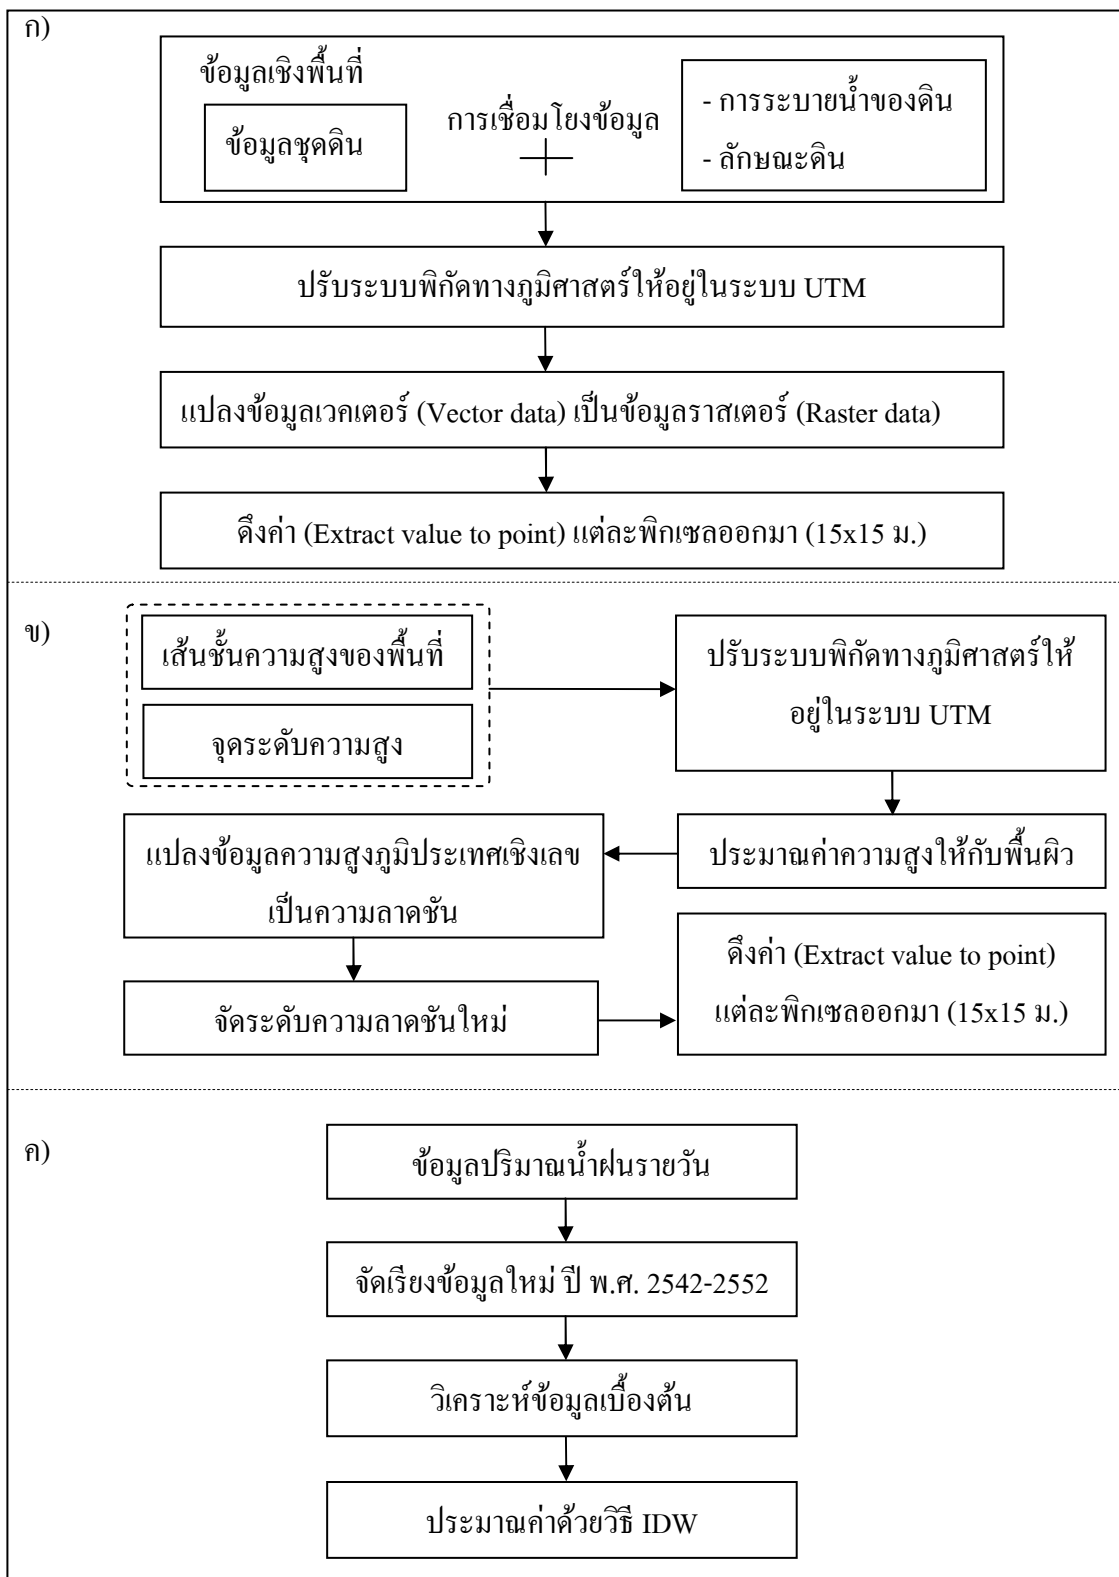 ก)
ข้อมูลเชิงพื้นที่
ข้อมูลชุดดิน
การเชื่อมโยงข้อมูล
- การระบายน้ำของดิน
- ลักษณะดิน
ปรับระบบพิกัดทางภูมิศาสตร์ให้อยู่ในระบบ UTM
แปลงข้อมูลเวคเตอร์ (Vector data) เป็นข้อมูลราสเตอร์ (Raster data)
ดึงค่า (Extract value to point) แต่ละพิกเซลออกมา (15x15 ม.)
ข)
เส้นชั้นความสูงของพื้นที่
จุดระดับความสูง
ปรับระบบพิกัดทางภูมิศาสตร์ให้
อยู่ในระบบ UTM
ประมาณค่าความสูงให้กับพื้นผิว
แปลงข้อมูลความสูงภูมิประเทศเชิงเลข
เป็นความลาดชัน
จัดระดับความลาดชันใหม่
ดึงค่า (Extract value to point)
แต่ละพิกเซลออกมา (15x15 ม.)
ค)
ข้อมูลปริมาณน้ำฝนรายวัน
จัดเรียงข้อมูลใหม่ ปี พ.ศ. 2542-2552
วิเคราะห์ข้อมูลเบื้องต้น
ประมาณค่าด้วยวิธี IDW